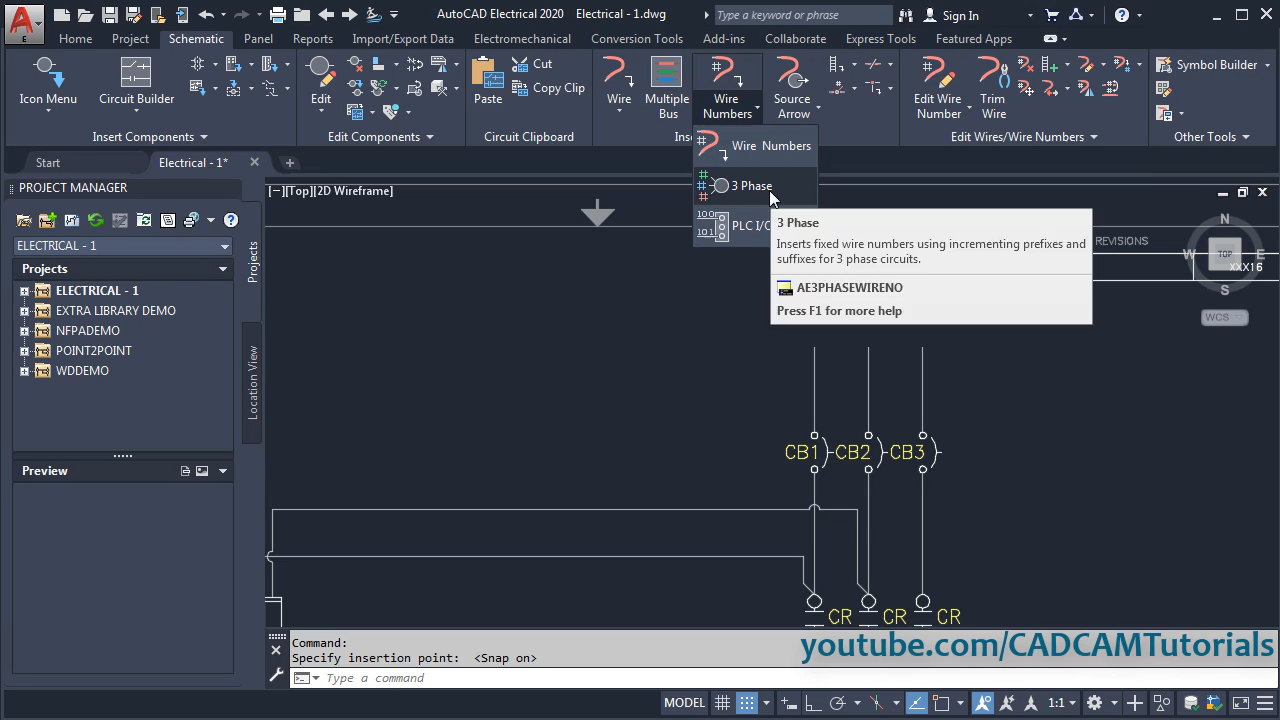 AutoCAD Electrical 2020 Electrical - 1.dwg
Type a keyword or phrase
Sign In
E
Home Project Schematic Panel Reports Import/Export Data Electromechanical Conversion Tools Add-ins Collaborate Express Tools Featured Apps
Icon Menu
Circuit Builder
Edit
Paste
Cut
Copy Clip
Wire
Multiple
Bus
Wire
Numbers
Source
Arrow
Edit Wire
Number
Trim
Wire
Symbol Builder
Insert Components Edit Components Circuit Clipboard Edit Wires/Wire Numbers Other Tools
Wire Numbers
3 Phase
PLC I/O
Start Electrical - 1*
PROJECT MANAGER
ELECTRICAL - 1
Projects
ELECTRICAL - 1
EXTRA LIBRARY DEMO
NFPADEMO
POINT2POINT
WDDEMO
Preview
Projects
Location View
[−][Top][2D Wireframe]
3 Phase
Inserts fixed wire numbers using incrementing prefixes and
suffixes for 3 phase circuits.
AE3PHASEWIRENO
Press F1 for more help
REVISIONS
XXX16
N
W TOP E
S
WCS
CB1 CB2 CB3
CR CR CR
Command:
Specify insertion point: <Snap on>
Type a command
youtube.com/CADCAMTutorials
MODEL 1:1